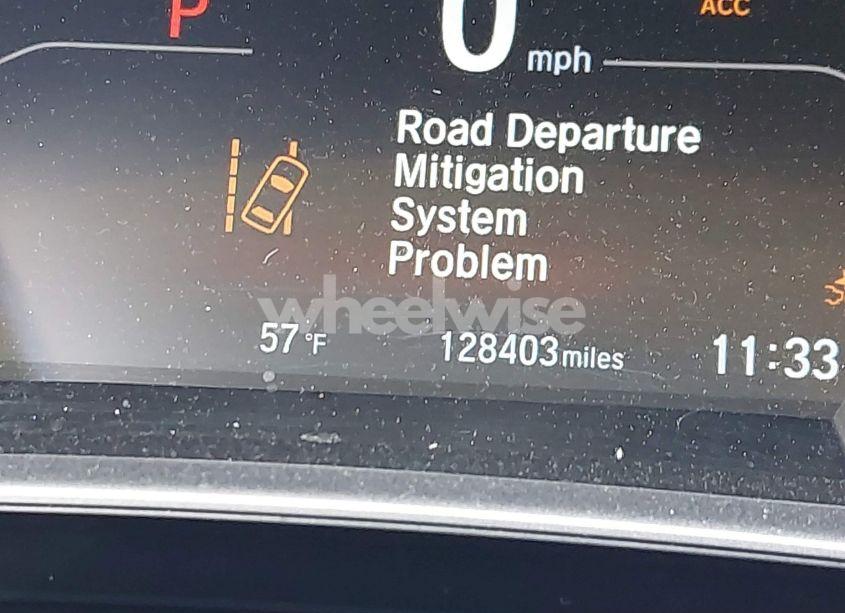 P
0 mph
ACC
Road Departure
Mitigation
System
Problem
wheelwise
57°F
128403 miles
11:33